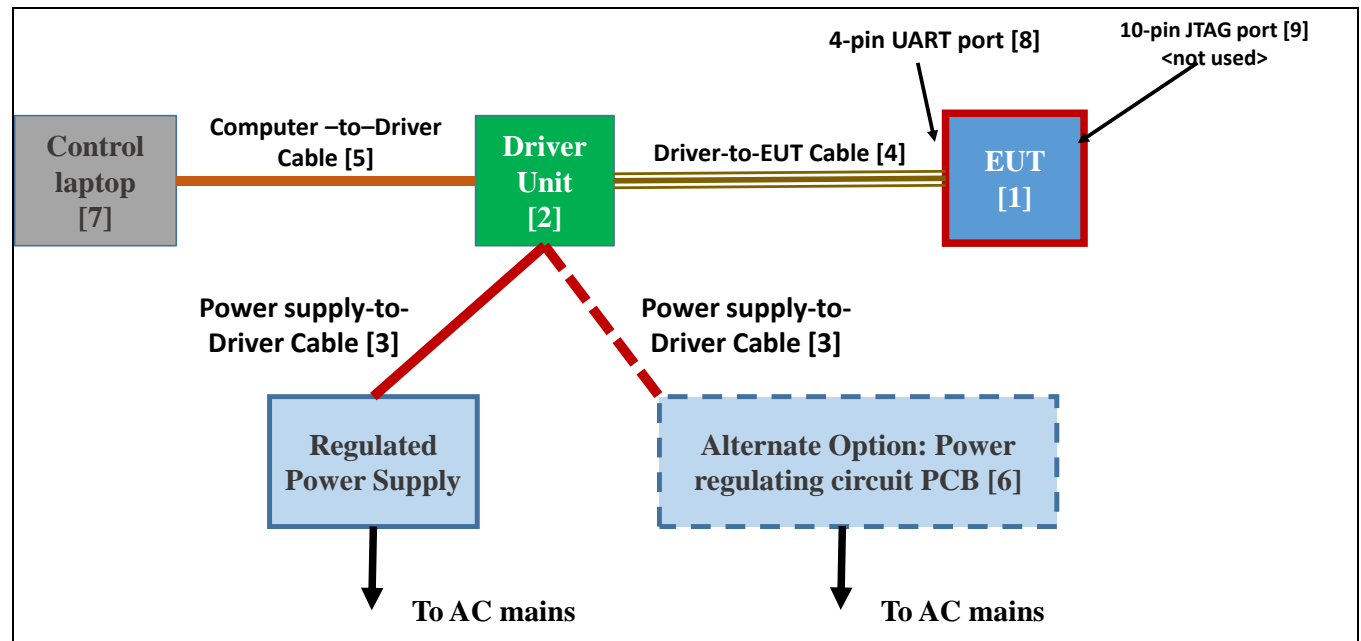 4-pin UART port [8]
10-pin JTAG port [9]
<not used>
Control
laptop
[7]
Computer –to–Driver
Cable [5]
Driver
Unit
[2]
Driver-to-EUT Cable [4]
EUT
[1]
Power supply-to-
Driver Cable [3]
Power supply-to-
Driver Cable [3]
Regulated
Power Supply
Alternate Option: Power
regulating circuit PCB [6]
To AC mains
To AC mains